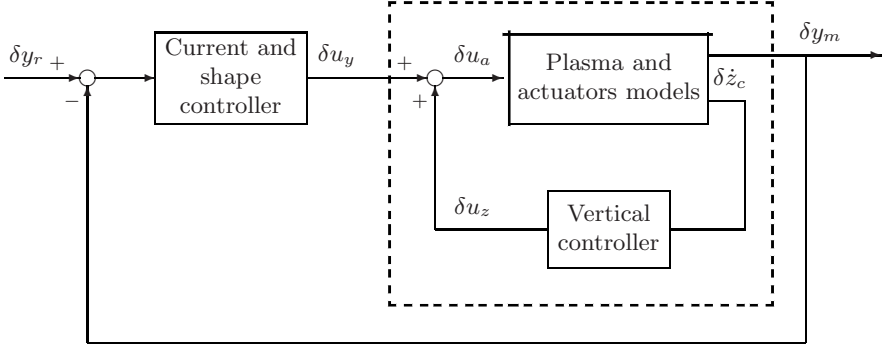 δy_r
+
−
Current and
shape
controller
δu_y
+
+
δu_a
Plasma and
actuators models
δy_m
δż_c
δu_z
Vertical
controller